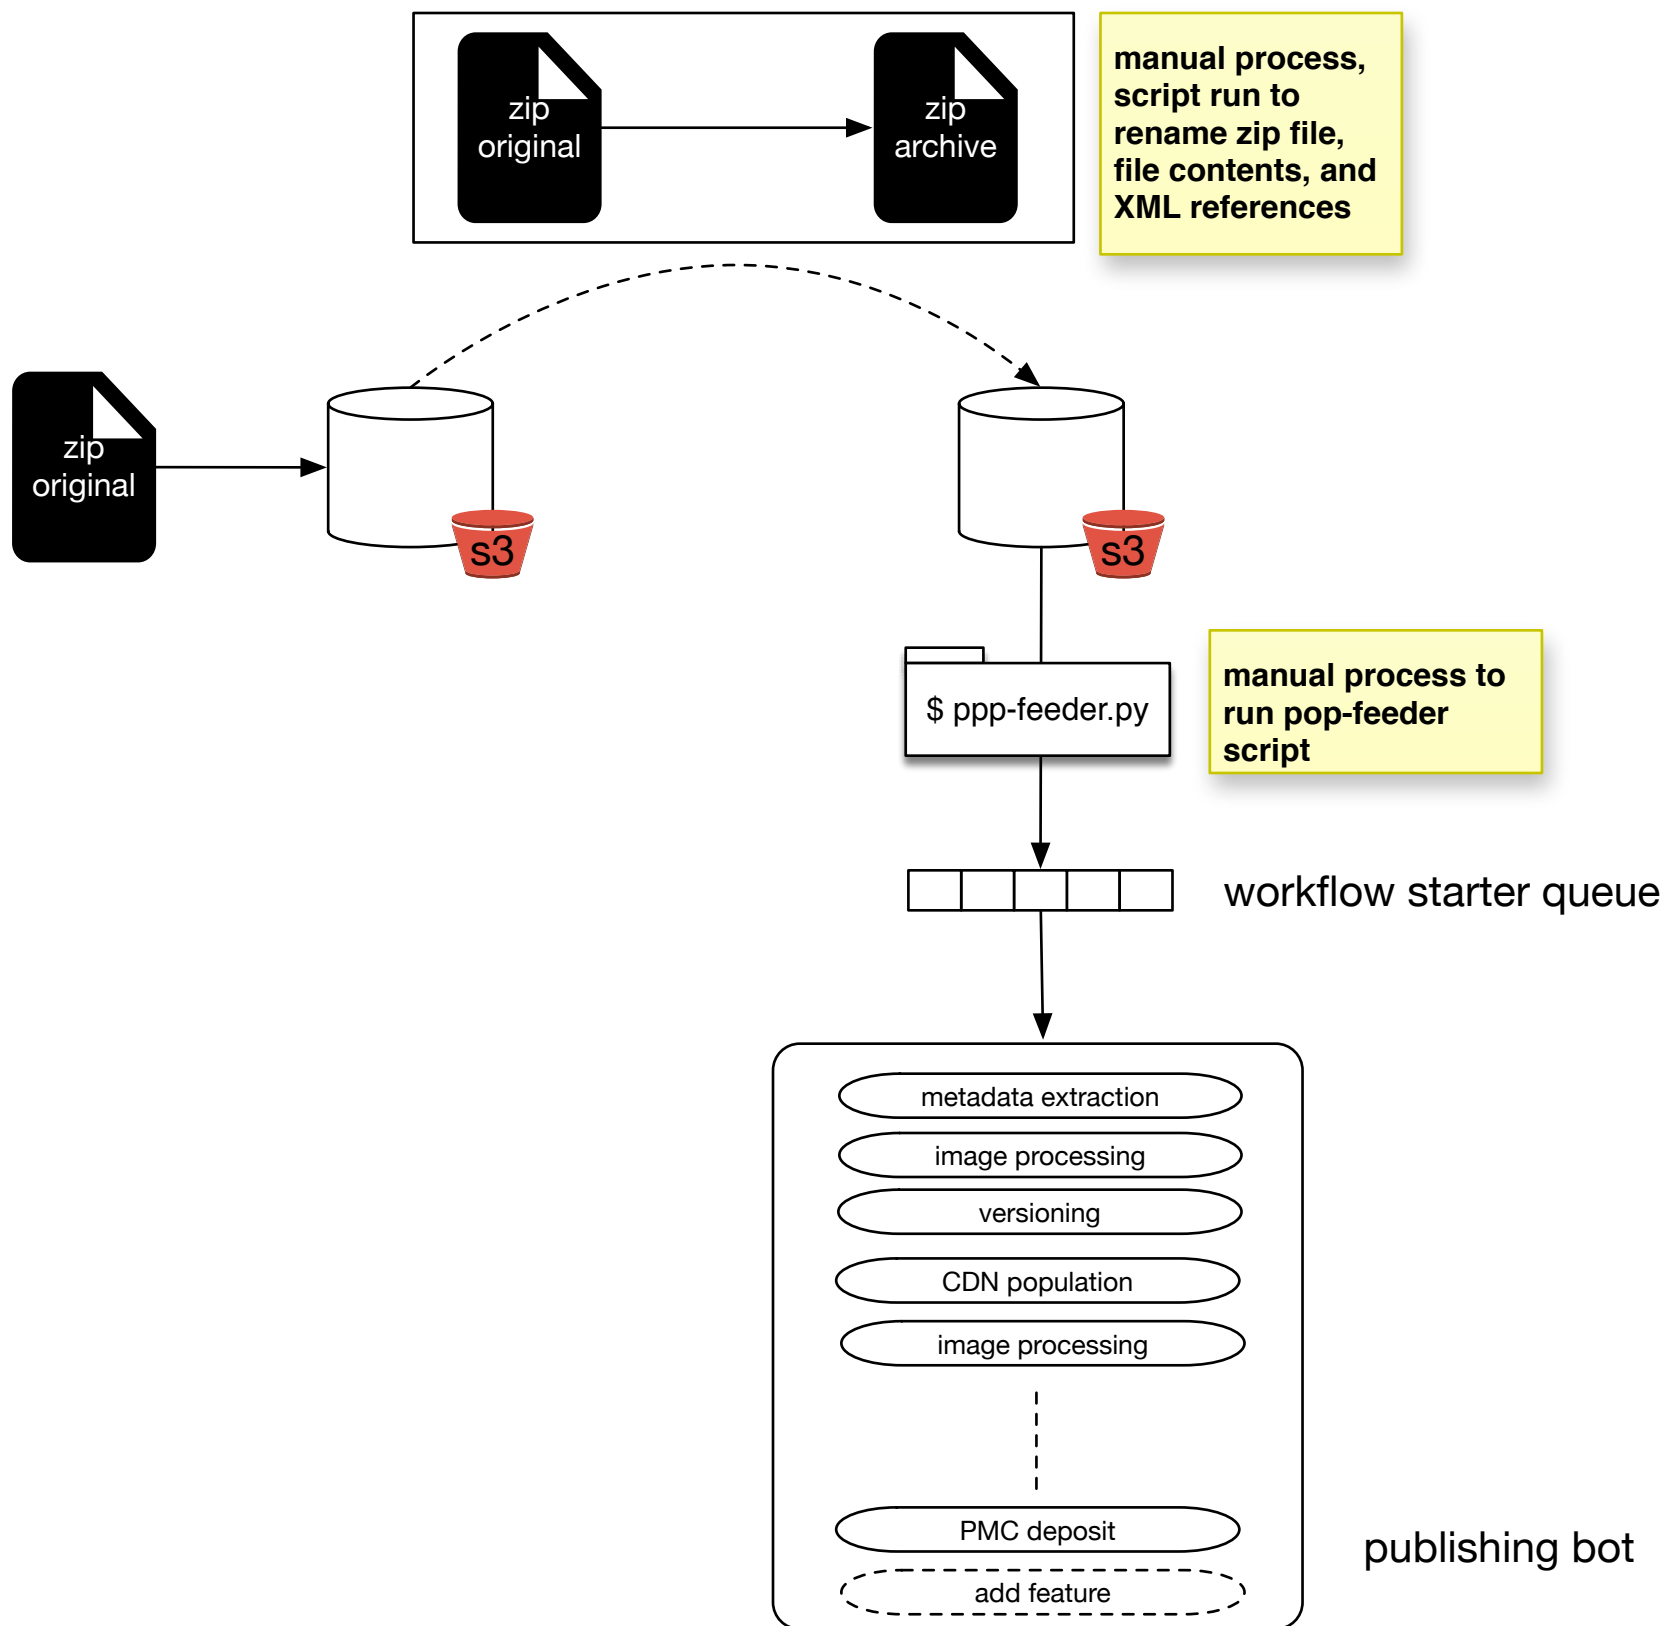 zip
original
zip
archive
manual process,
script run to
rename zip file,
file contents, and
XML references
zip
original
s3
s3
$ ppp-feeder.py
manual process to
run pop-feeder
script
workflow starter queue
metadata extraction
image processing
versioning
CDN population
image processing
PMC deposit
publishing bot
add feature